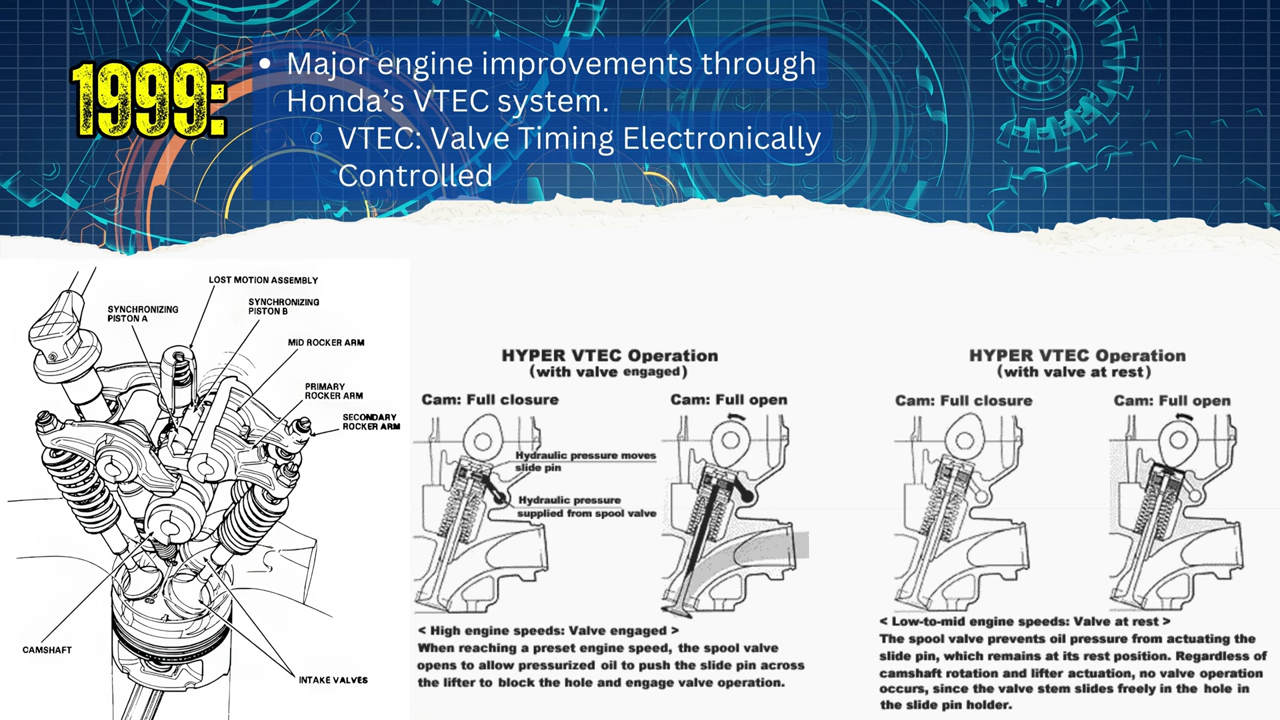 1999:
• Major engine improvements through
Honda's VTEC system.
○ VTEC: Valve Timing Electronically
Controlled
LOST MOTION ASSEMBLY
SYNCHRONIZING
PISTON A
SYNCHRONIZING
PISTON B
MID ROCKER ARM
PRIMARY
ROCKER ARM
SECONDARY
ROCKER ARM
CAMSHAFT
INTAKE VALVES
HYPER VTEC Operation
(with valve engaged)
Cam: Full closure
Cam: Full open
Hydraulic pressure moves
slide pin
Hydraulic pressure
supplied from spool valve
< High engine speeds: Valve engaged >
When reaching a preset engine speed, the spool valve
opens to allow pressurized oil to push the slide pin across
the lifter to block the hole and engage valve operation.
HYPER VTEC Operation
(with valve at rest)
Cam: Full closure
Cam: Full open
< Low-to-mid engine speeds: Valve at rest >
The spool valve prevents oil pressure from actuating the
slide pin, which remains at its rest position. Regardless of
camshaft rotation and lifter actuation, no valve operation
occurs, since the valve stem slides freely in the hole in
the slide pin holder.